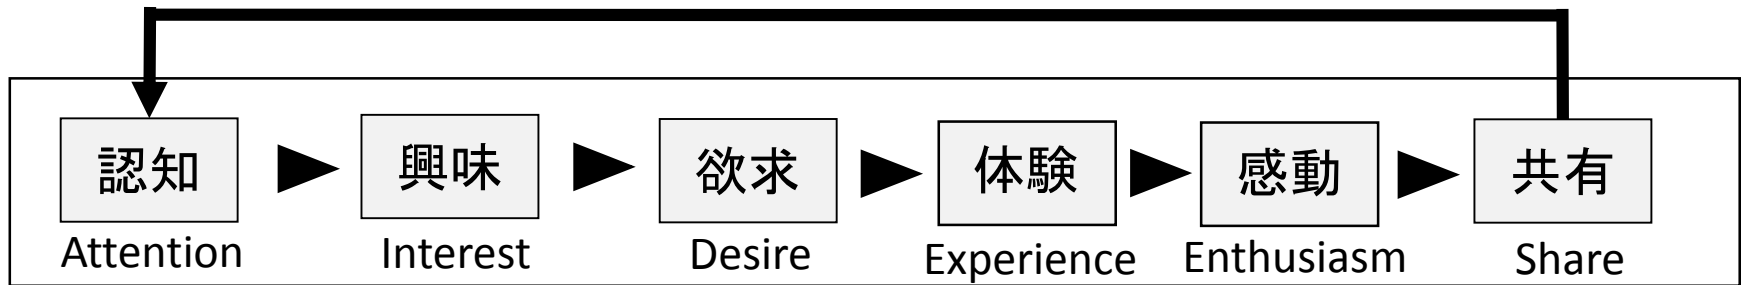 認知
興味
欲求
体験
感動
共有
Attention
Interest
Desire
Experience
Enthusiasm
Share